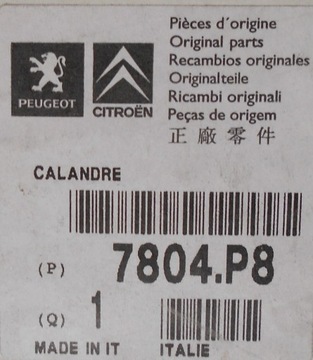 Pièces d'origine
Original parts
Recambios originales
Originalteile
Ricambi originali
Peças de origem
正廠零件
PEUGEOT
CITROËN
CALANDRE
(P) 7804.P8
(Q) 1
MADE IN IT ITALIE